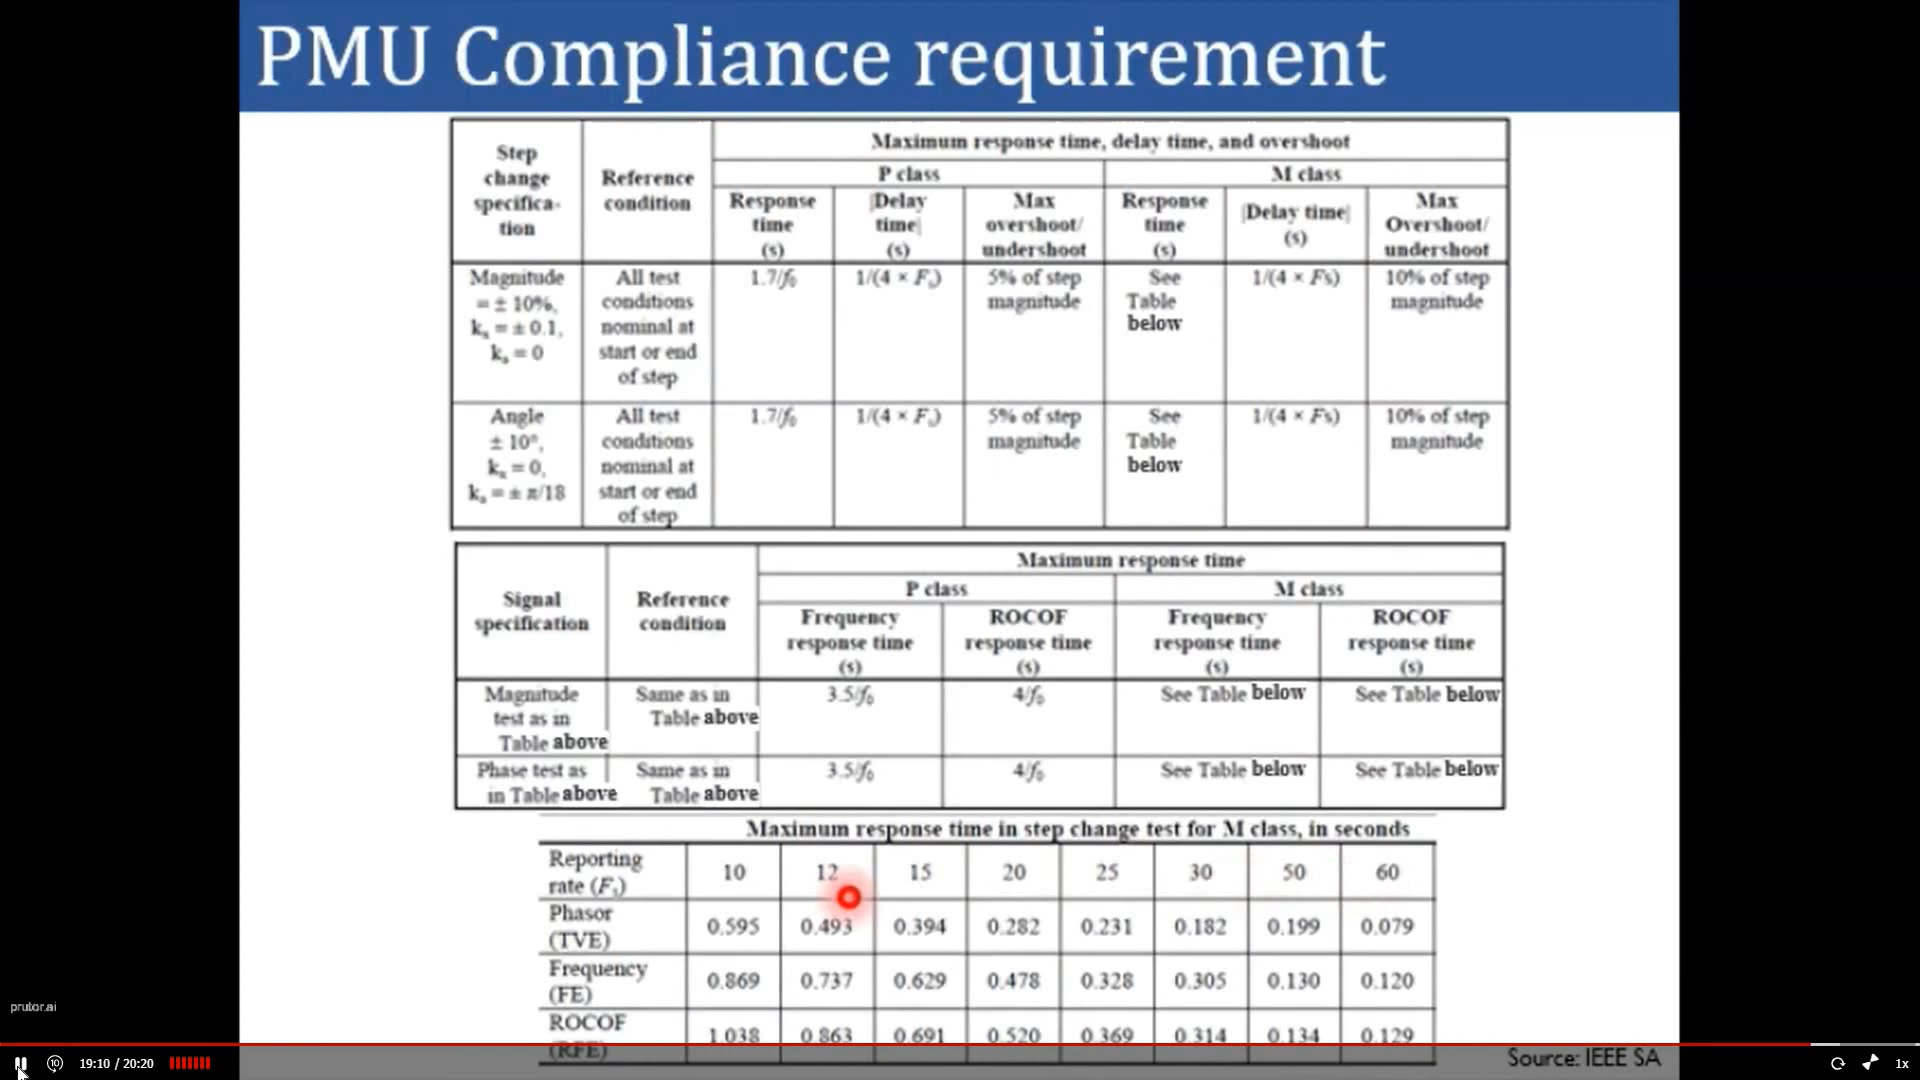 PMU Compliance requirement
Step change specifica- tion
Reference condition
Maximum response time, delay time, and overshoot
P class
M class
Response time (s)
|Delay time| (s)
Max overshoot/ undershoot
Response time (s)
|Delay time| (s)
Max Overshoot/ undershoot
Magnitude = ± 10%, kₓ = ± 0.1, kₐ = 0
All test conditions nominal at start or end of step
1.7/f₀
1/(4 × Fₛ)
5% of step magnitude
See Table below
1/(4 × Fs)
10% of step magnitude
Angle ± 10°, kₓ = 0, kₐ = ± π/18
All test conditions nominal at start or end of step
1.7/f₀
1/(4 × Fₛ)
5% of step magnitude
See Table below
1/(4 × Fs)
10% of step magnitude
Signal specification
Reference condition
Maximum response time
P class
M class
Frequency response time (s)
ROCOF response time (s)
Frequency response time (s)
ROCOF response time (s)
Magnitude test as in Table above
Same as in Table above
3.5/f₀
4/f₀
See Table below
See Table below
Phase test as in Table above
Same as in Table above
3.5/f₀
4/f₀
See Table below
See Table below
Maximum response time in step change test for M class, in seconds
Reporting rate (Fₛ) 10 12 15 20 25 30 50 60
Phasor (TVE) 0.595 0.493 0.394 0.282 0.231 0.182 0.199 0.079
Frequency (FE) 0.869 0.737 0.629 0.478 0.328 0.305 0.130 0.120
ROCOF (RFE) 1.038 0.863 0.691 0.520 0.369 0.314 0.134 0.129
Source: IEEE SA
prutor.ai
10
19:10 / 20:20
1x